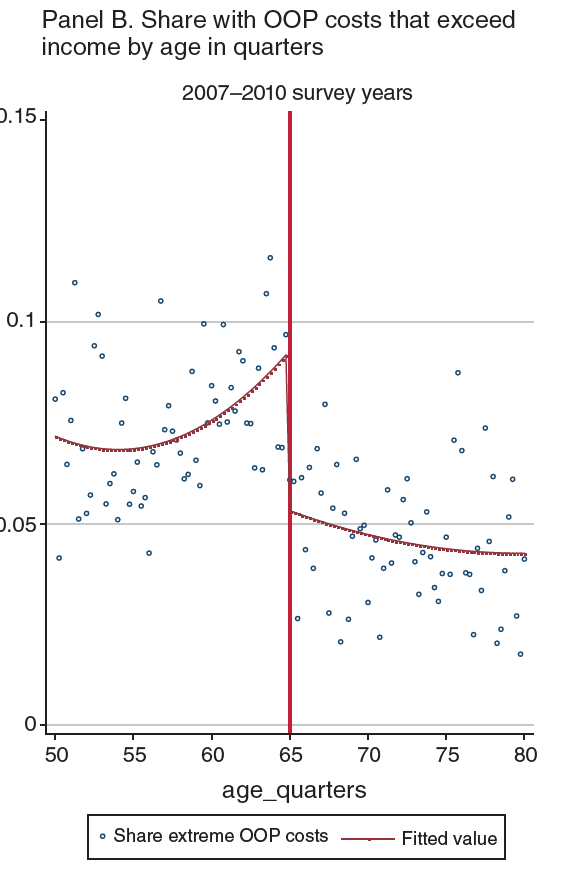 Panel B. Share with OOP costs that exceed
income by age in quarters
2007–2010 survey years
0.15
0.1
0.05
0
50 55 60 65 70 75 80
age_quarters
Share extreme OOP costs Fitted value